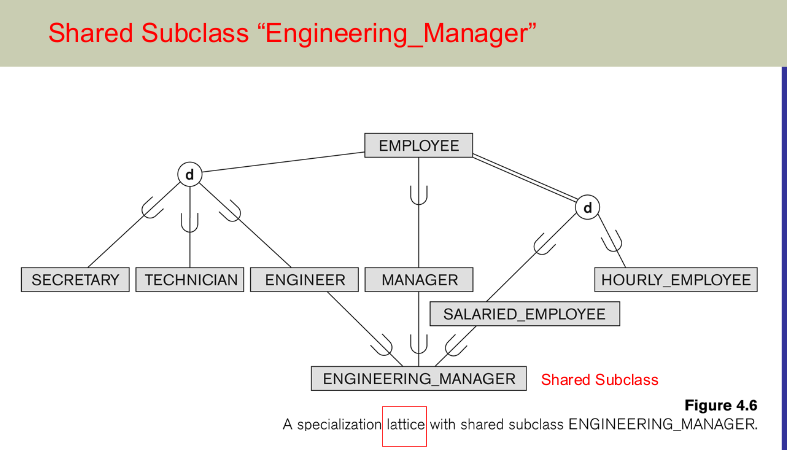 Shared Subclass “Engineering_Manager”
EMPLOYEE
d
d
SECRETARY
TECHNICIAN
ENGINEER
MANAGER
HOURLY_EMPLOYEE
SALARIED_EMPLOYEE
ENGINEERING_MANAGER
Shared Subclass
Figure 4.6
A specialization lattice with shared subclass ENGINEERING_MANAGER.